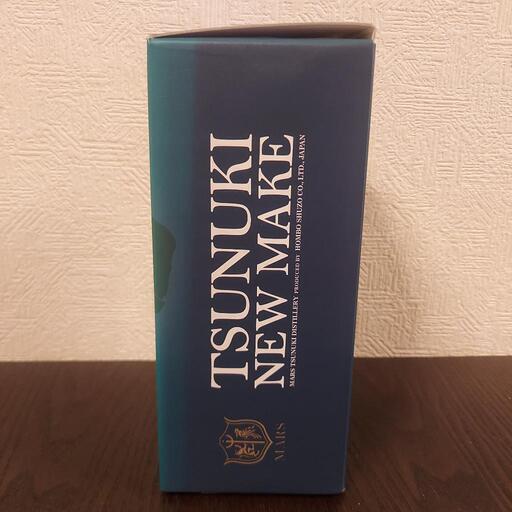 TSUNUKI
NEW MAKE
MARS TSUNUKI DISTILLERY PRODUCED BY HOMBO SHUZO CO., LTD., JAPAN
MARS